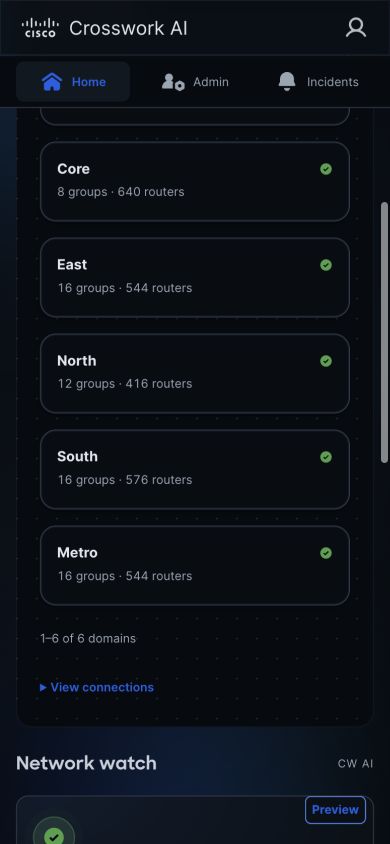 CISCO Crosswork AI
Home Admin Incidents
Core
8 groups · 640 routers
East
16 groups · 544 routers
North
12 groups · 416 routers
South
16 groups · 576 routers
Metro
16 groups · 544 routers
1–6 of 6 domains
View connections
Network watch CW AI
Preview